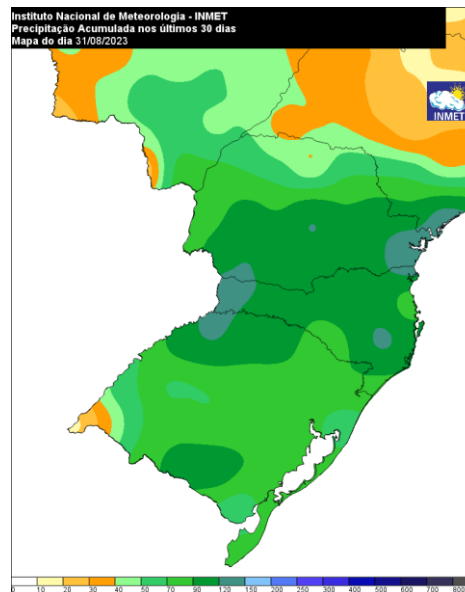 Instituto Nacional de Meteorologia - INMET
Precipitação Acumulada nos últimos 30 dias
Mapa do dia 31/08/2023
INMET
0 10 20 30 40 50 70 90 120 150 200 250 300 400 500 600 700 800